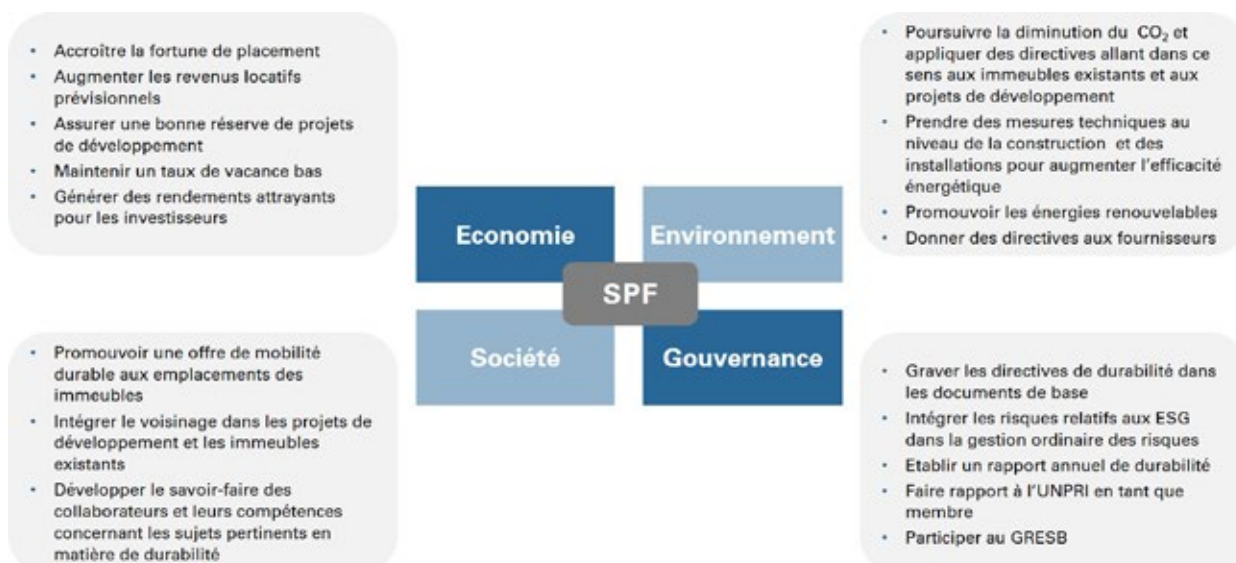 • Accroître la fortune de placement
• Augmenter les revenus locatifs
prévisionnels
• Assurer une bonne réserve de projets
de développement
• Maintenir un taux de vacance bas
• Générer des rendements attrayants
pour les investisseurs
• Poursuivre la diminution du CO₂ et
appliquer des directives allant dans ce
sens aux immeubles existants et aux
projets de développement
• Prendre des mesures techniques au
niveau de la construction et des
installations pour augmenter l'efficacité
énergétique
• Promouvoir les énergies renouvelables
• Donner des directives aux fournisseurs
Economie
Environnement
SPF
Société
Gouvernance
• Promouvoir une offre de mobilité
durable aux emplacements des
immeubles
• Intégrer le voisinage dans les projets de
développement et les immeubles
existants
• Développer le savoir-faire des
collaborateurs et leurs compétences
concernant les sujets pertinents en
matière de durabilité
• Graver les directives de durabilité dans
les documents de base
• Intégrer les risques relatifs aux ESG
dans la gestion ordinaire des risques
• Etablir un rapport annuel de durabilité
• Faire rapport à l'UNPRI en tant que
membre
• Participer au GRESB